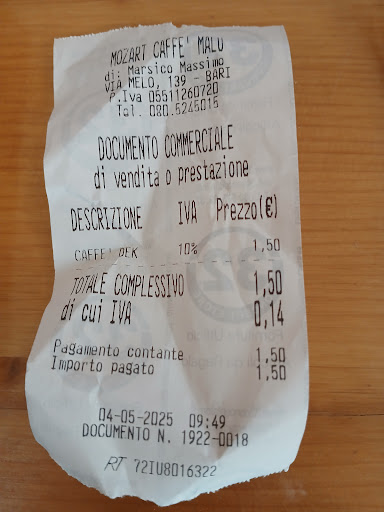 MOZART CAFFE' MALU
di: Marsico Massimo
VIA MELO, 139 - BARI
P.Iva 05511260720
Tel. 080.5245015
DOCUMENTO COMMERCIALE
di vendita o prestazione
DESCRIZIONE IVA Prezzo(€)
CAFFE' DEK 10% 1,50
TOTALE COMPLESSIVO 1,50
di cui IVA 0,14
Pagamento contante 1,50
Importo pagato 1,50
04-05-2025 09:49
DOCUMENTO N. 1922-0018
RT 72IU8016322